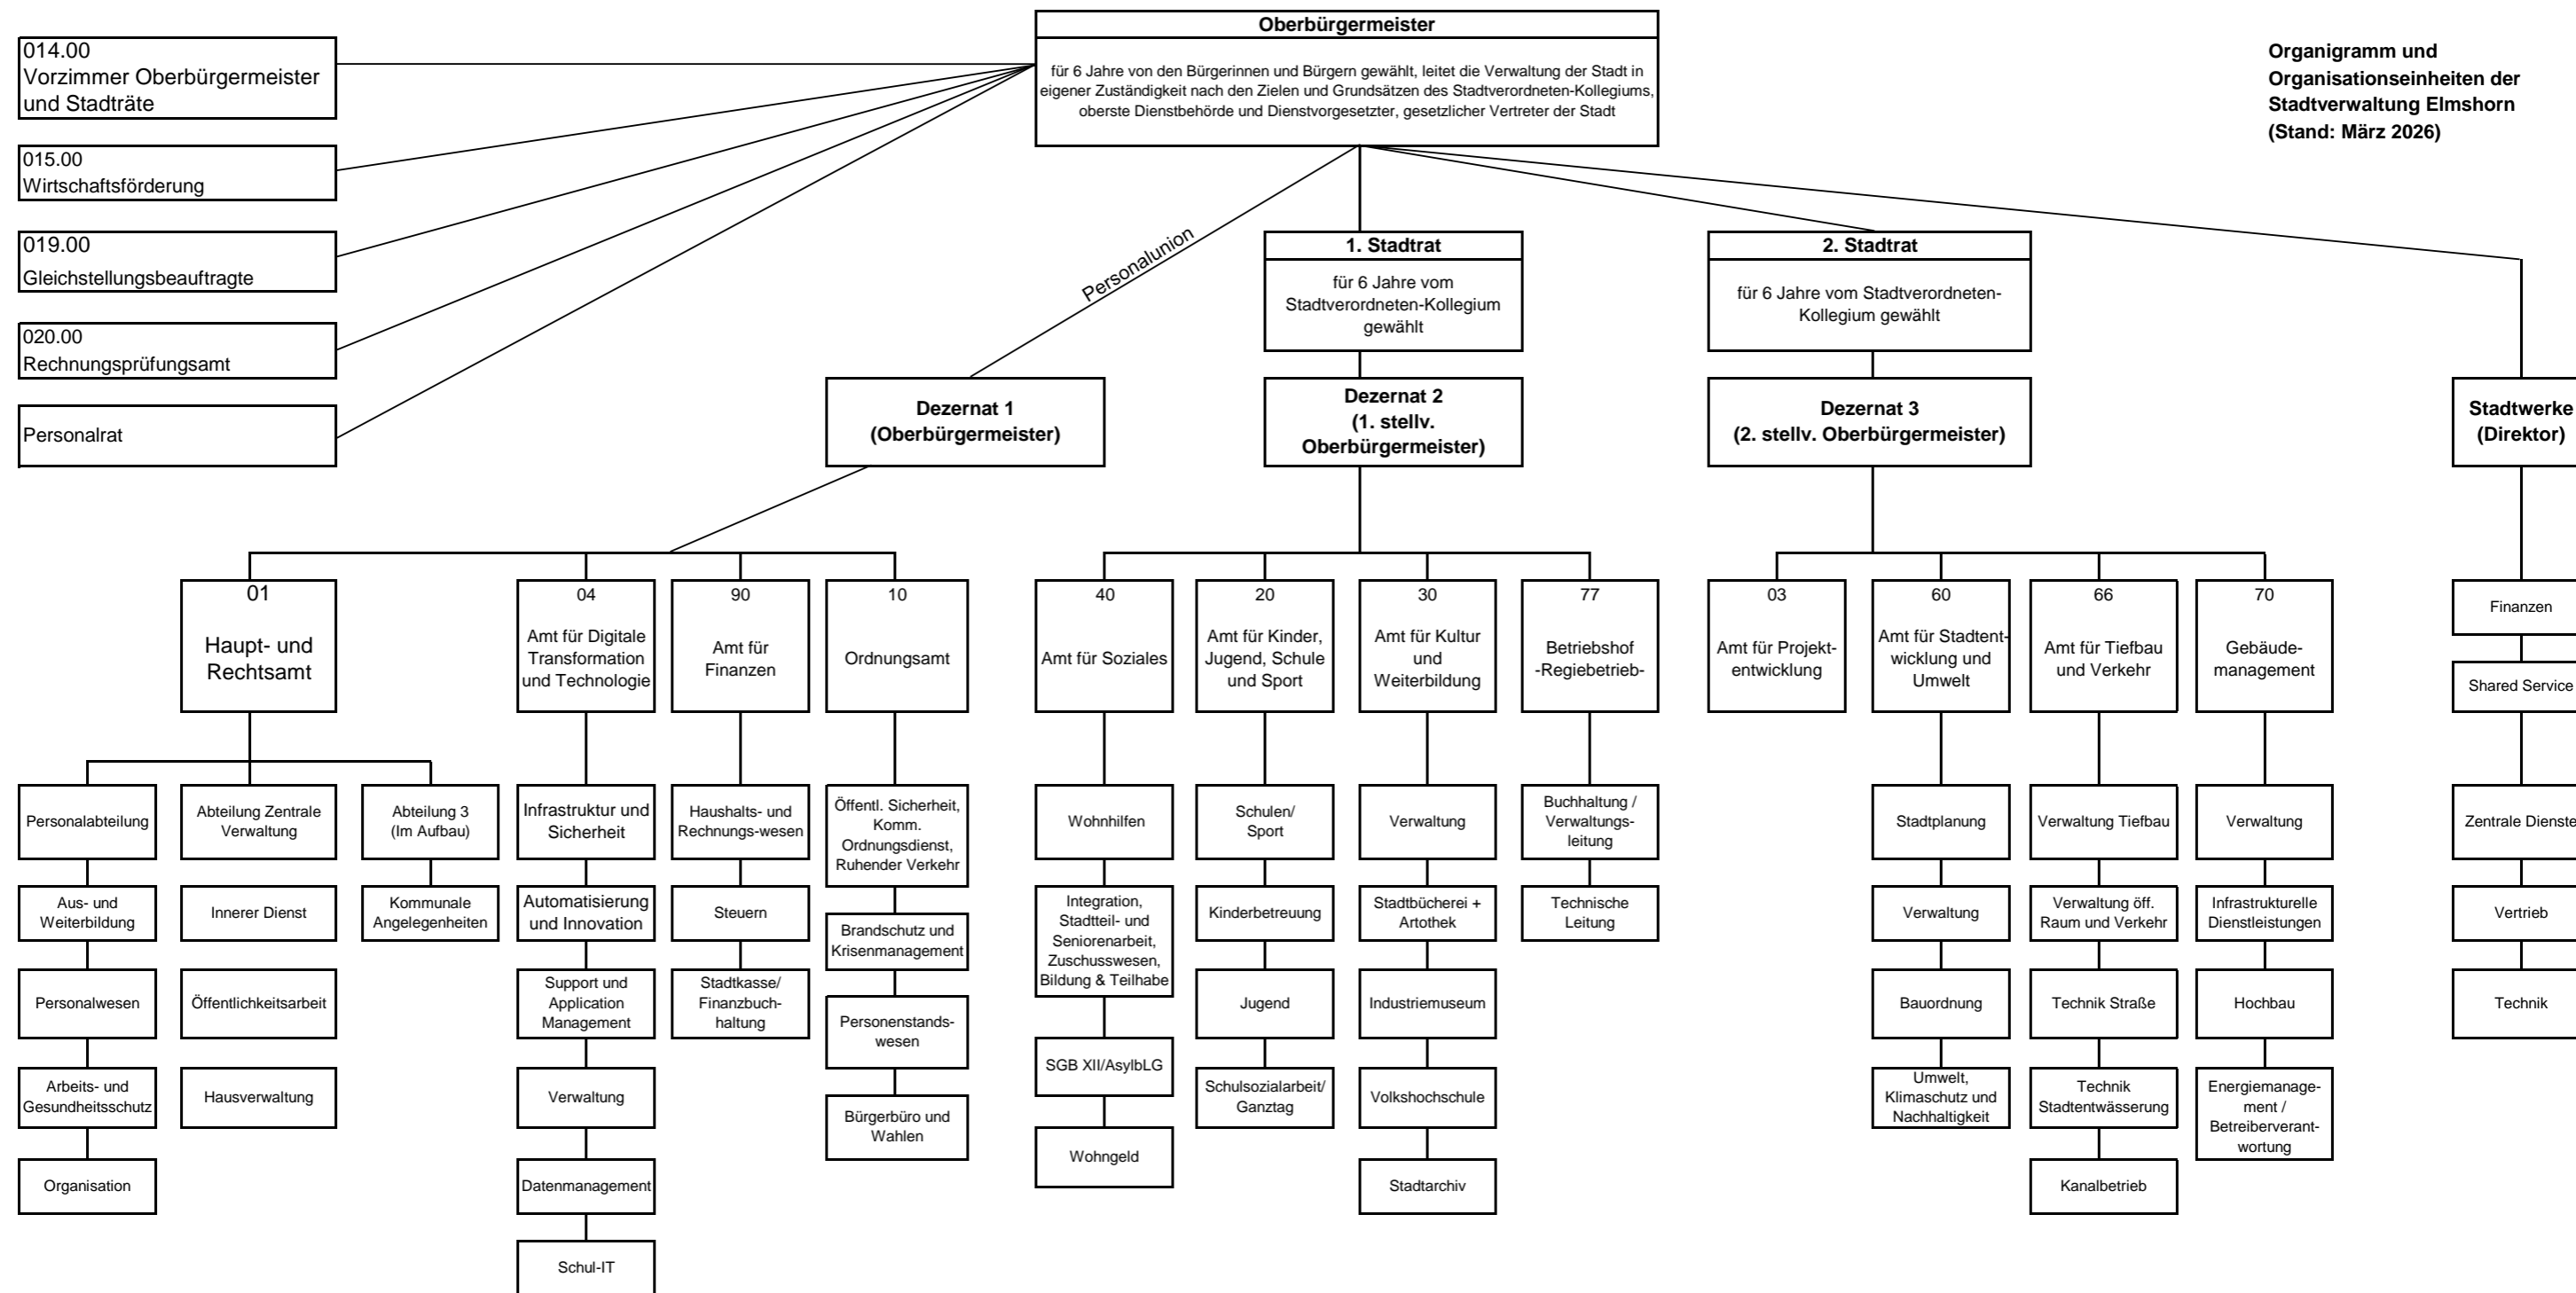 Oberbürgermeister
für 6 Jahre von den Bürgerinnen und Bürgern gewählt, leitet die Verwaltung der Stadt in
eigener Zuständigkeit nach den Zielen und Grundsätzen des Stadtverordneten-Kollegiums,
oberste Dienstbehörde und Dienstvorgesetzter, gesetzlicher Vertreter der Stadt
Organigramm und
Organisationseinheiten der
Stadtverwaltung Elmshorn
(Stand: März 2026)
014.00
Vorzimmer Oberbürgermeister
und Stadträte
015.00
Wirtschaftsförderung
019.00
Gleichstellungsbeauftragte
020.00
Rechnungsprüfungsamt
Personalrat
Personalunion
1. Stadtrat
für 6 Jahre vom
Stadtverordneten-Kollegium
gewählt
2. Stadtrat
für 6 Jahre vom Stadtverordneten-
Kollegium gewählt
Dezernat 1
(Oberbürgermeister)
Dezernat 2
(1. stellv.
Oberbürgermeister)
Dezernat 3
(2. stellv. Oberbürgermeister)
Stadtwerke
(Direktor)
01
Haupt- und
Rechtsamt
04
Amt für Digitale
Transformation
und Technologie
90
Amt für
Finanzen
10
Ordnungsamt
40
Amt für Soziales
20
Amt für Kinder,
Jugend, Schule
und Sport
30
Amt für Kultur
und
Weiterbildung
77
Betriebshof
-Regiebetrieb-
03
Amt für Projekt-
entwicklung
60
Amt für Stadtent-
wicklung und
Umwelt
66
Amt für Tiefbau
und Verkehr
70
Gebäude-
management
Finanzen
Shared Service
Personalabteilung
Aus- und
Weiterbildung
Personalwesen
Arbeits- und
Gesundheitsschutz
Organisation
Abteilung Zentrale
Verwaltung
Innerer Dienst
Öffentlichkeitsarbeit
Hausverwaltung
Abteilung 3
(Im Aufbau)
Kommunale
Angelegenheiten
Infrastruktur und
Sicherheit
Automatisierung
und Innovation
Support und
Application
Management
Verwaltung
Datenmanagement
Schul-IT
Haushalts- und
Rechnungs-wesen
Steuern
Stadtkasse/
Finanzbuch-
haltung
Öffentl. Sicherheit,
Komm.
Ordnungsdienst,
Ruhender Verkehr
Brandschutz und
Krisenmanagement
Personenstands-
wesen
Bürgerbüro und
Wahlen
Wohnhilfen
Integration,
Stadtteil- und
Seniorenarbeit,
Zuschusswesen,
Bildung & Teilhabe
SGB XII/AsylbLG
Wohngeld
Schulen/
Sport
Kinderbetreuung
Jugend
Schulsozialarbeit/
Ganztag
Verwaltung
Stadtbücherei +
Artothek
Industriemuseum
Volkshochschule
Stadtarchiv
Buchhaltung /
Verwaltungs-
leitung
Technische
Leitung
Stadtplanung
Verwaltung
Bauordnung
Umwelt,
Klimaschutz und
Nachhaltigkeit
Verwaltung Tiefbau
Verwaltung öff.
Raum und Verkehr
Technik Straße
Technik
Stadtentwässerung
Kanalbetrieb
Verwaltung
Infrastrukturelle
Dienstleistungen
Hochbau
Energiemanage-
ment /
Betreiberverant-
wortung
Zentrale Dienste
Vertrieb
Technik